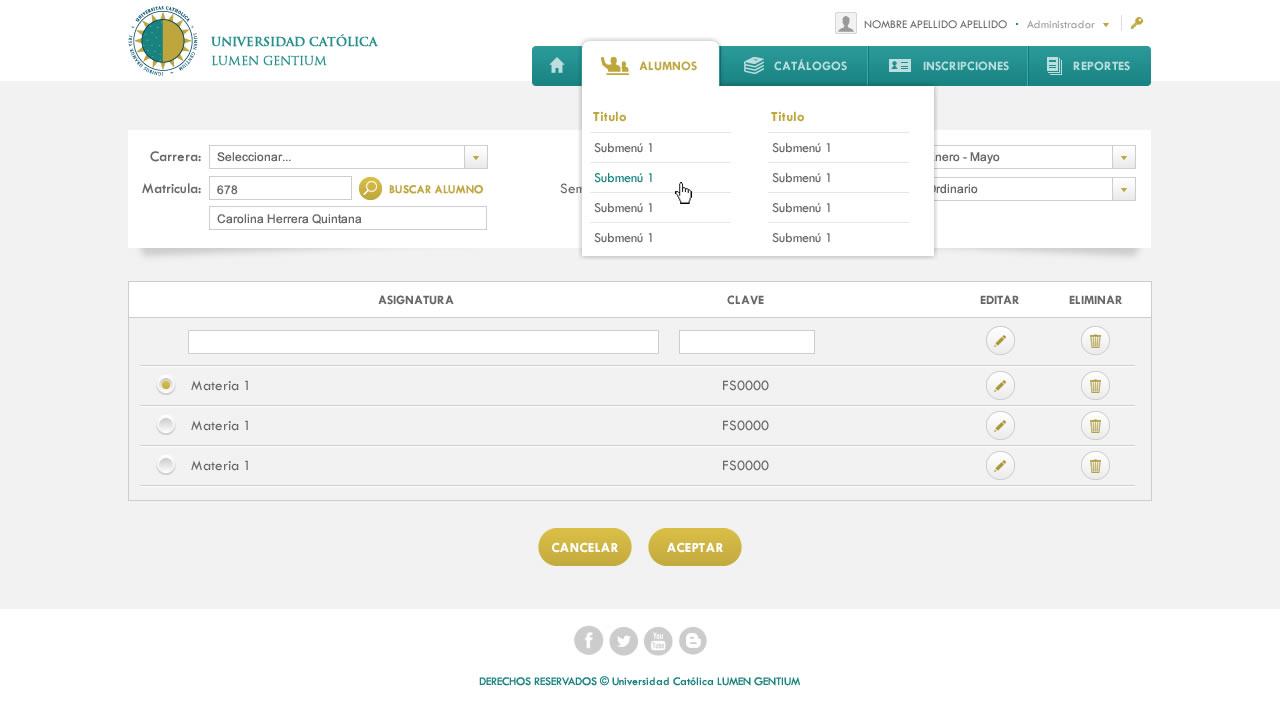 NOMBRE APELLIDO APELLIDO · Administrador
UNIVERSIDAD CATÓLICA
LUMEN GENTIUM
ALUMNOS
CATÁLOGOS
INSCRIPCIONES
REPORTES
Titulo
Titulo
Submenú 1
Submenú 1
Submenú 1
Submenú 1
Submenú 1
Submenú 1
Submenú 1
Submenú 1
Carrera:
Seleccionar...
nero - Mayo
Matrícula:
678
BUSCAR ALUMNO
Sem
Ordinario
Carolina Herrera Quintana
ASIGNATURA
CLAVE
EDITAR
ELIMINAR
Materia 1
FS0000
Materia 1
FS0000
Materia 1
FS0000
CANCELAR
ACEPTAR
You
Tube
DERECHOS RESERVADOS © Universidad Católica LUMEN GENTIUM